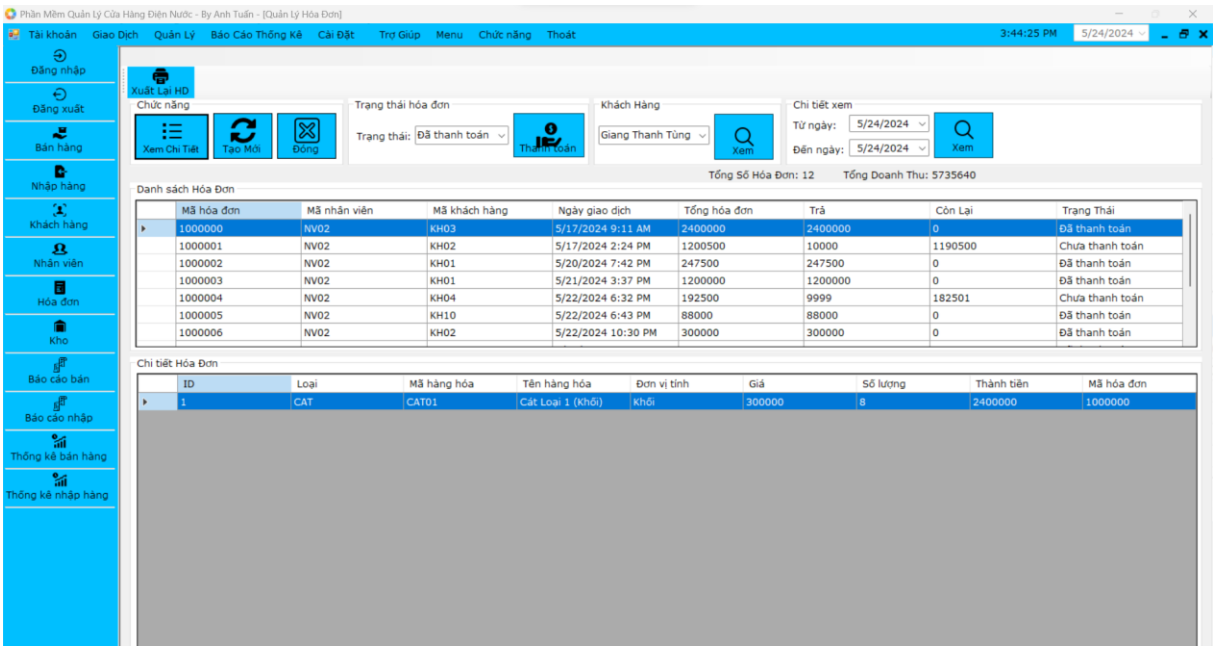 Phần Mềm Quản Lý Cửa Hàng Điện Nước - By Anh Tuấn - [Quản Lý Hóa Đơn]
Tài khoản Giao Dịch Quản Lý Báo Cáo Thống Kê Cài Đặt Trợ Giúp Menu Chức năng Thoát 3:44:25 PM 5/24/2024
Đăng nhập
Đăng xuất
Bán hàng
Nhập hàng
Khách hàng
Nhân viên
Hóa đơn
Kho
Báo cáo bán
Báo cáo nhập
Thống kê bán hàng
Thống kê nhập hàng
Xuất Lại HD
Chức năng
Xem Chi Tiết Tạo Mới Đóng
Trạng thái hóa đơn
Trạng thái: Đã thanh toán Thanh toán
Khách Hàng
Giang Thanh Tùng Xem
Chi tiết xem
Từ ngày: 5/24/2024
Đến ngày: 5/24/2024 Xem
Tổng Số Hóa Đơn: 12 Tổng Doanh Thu: 5735640
Danh sách Hóa Đơn
Mã hóa đơn Mã nhân viên Mã khách hàng Ngày giao dịch Tổng hóa đơn Trả Còn Lại Trạng Thái
1000000 NV02 KH03 5/17/2024 9:11 AM 2400000 2400000 0 Đã thanh toán
1000001 NV02 KH02 5/17/2024 2:24 PM 1200500 10000 1190500 Chưa thanh toán
1000002 NV02 KH01 5/20/2024 7:42 PM 247500 247500 0 Đã thanh toán
1000003 NV02 KH01 5/21/2024 3:37 PM 1200000 1200000 0 Đã thanh toán
1000004 NV02 KH04 5/22/2024 6:32 PM 192500 9999 182501 Chưa thanh toán
1000005 NV02 KH10 5/22/2024 6:43 PM 88000 88000 0 Đã thanh toán
1000006 NV02 KH02 5/22/2024 10:30 PM 300000 300000 0 Đã thanh toán
Chi tiết Hóa Đơn
ID Loại Mã hàng hóa Tên hàng hóa Đơn vị tính Giá Số lượng Thành tiền Mã hóa đơn
1 CAT CAT01 Cát Loại 1 (Khối) Khối 300000 8 2400000 1000000